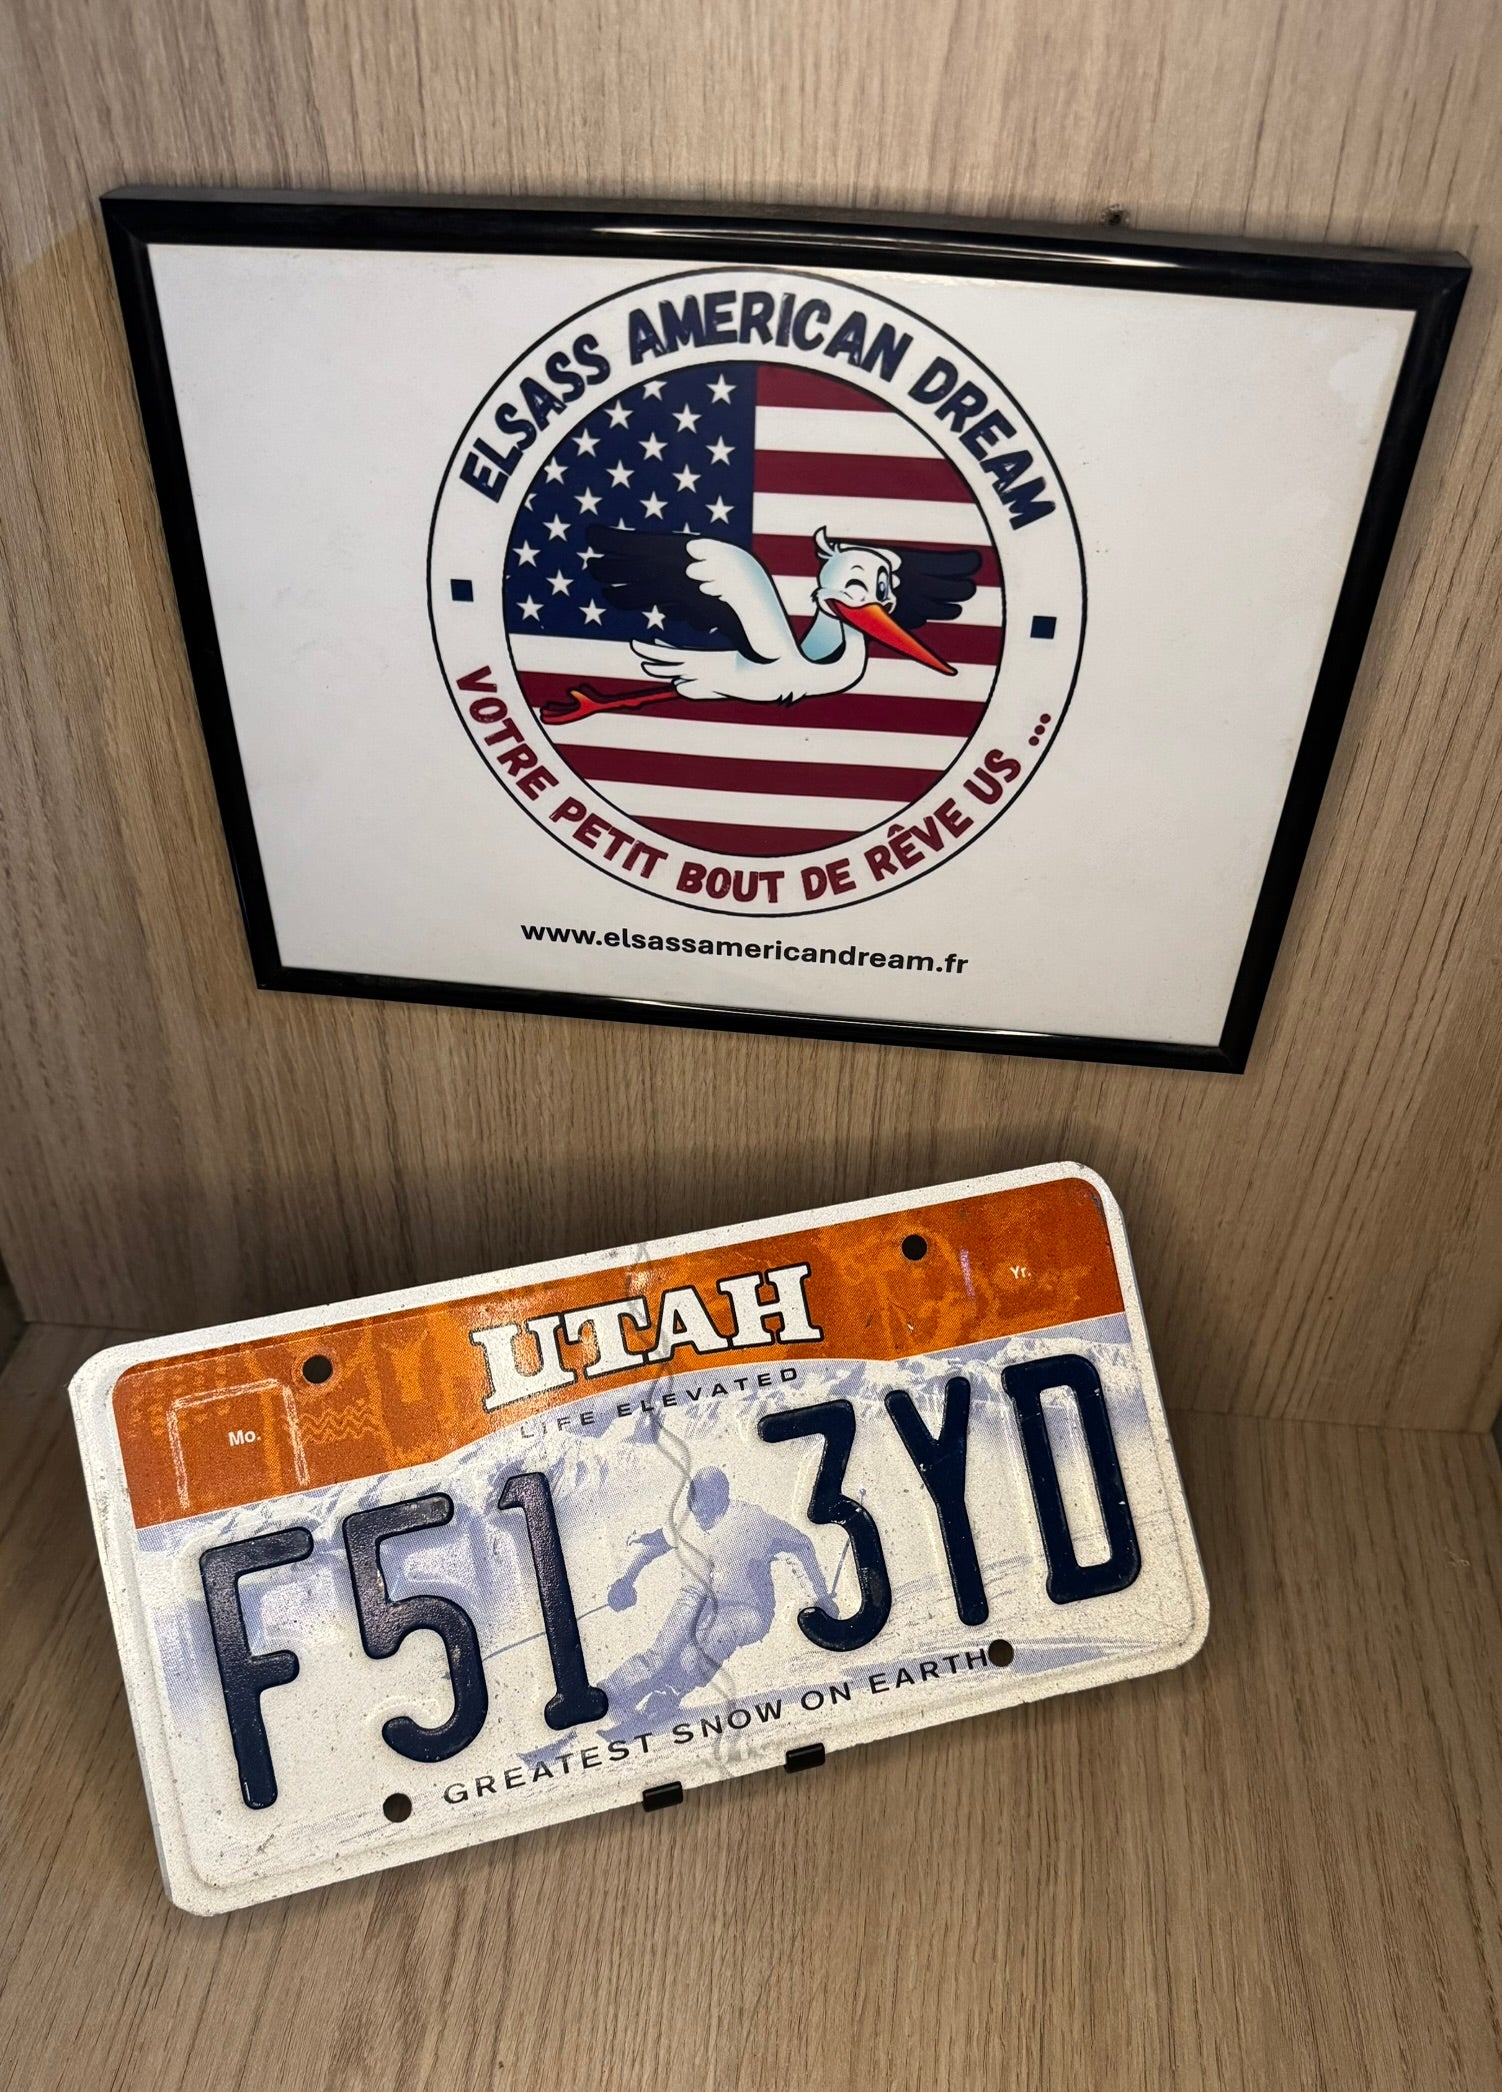 ELSASS AMERICAN DREAM
VOTRE PETIT BOUT DE RÊVE US ...
www.elsassamericandream.fr
UTAH
Yr.
LIFE ELEVATED
Mo.
F51 3YD
GREATEST SNOW ON EARTH